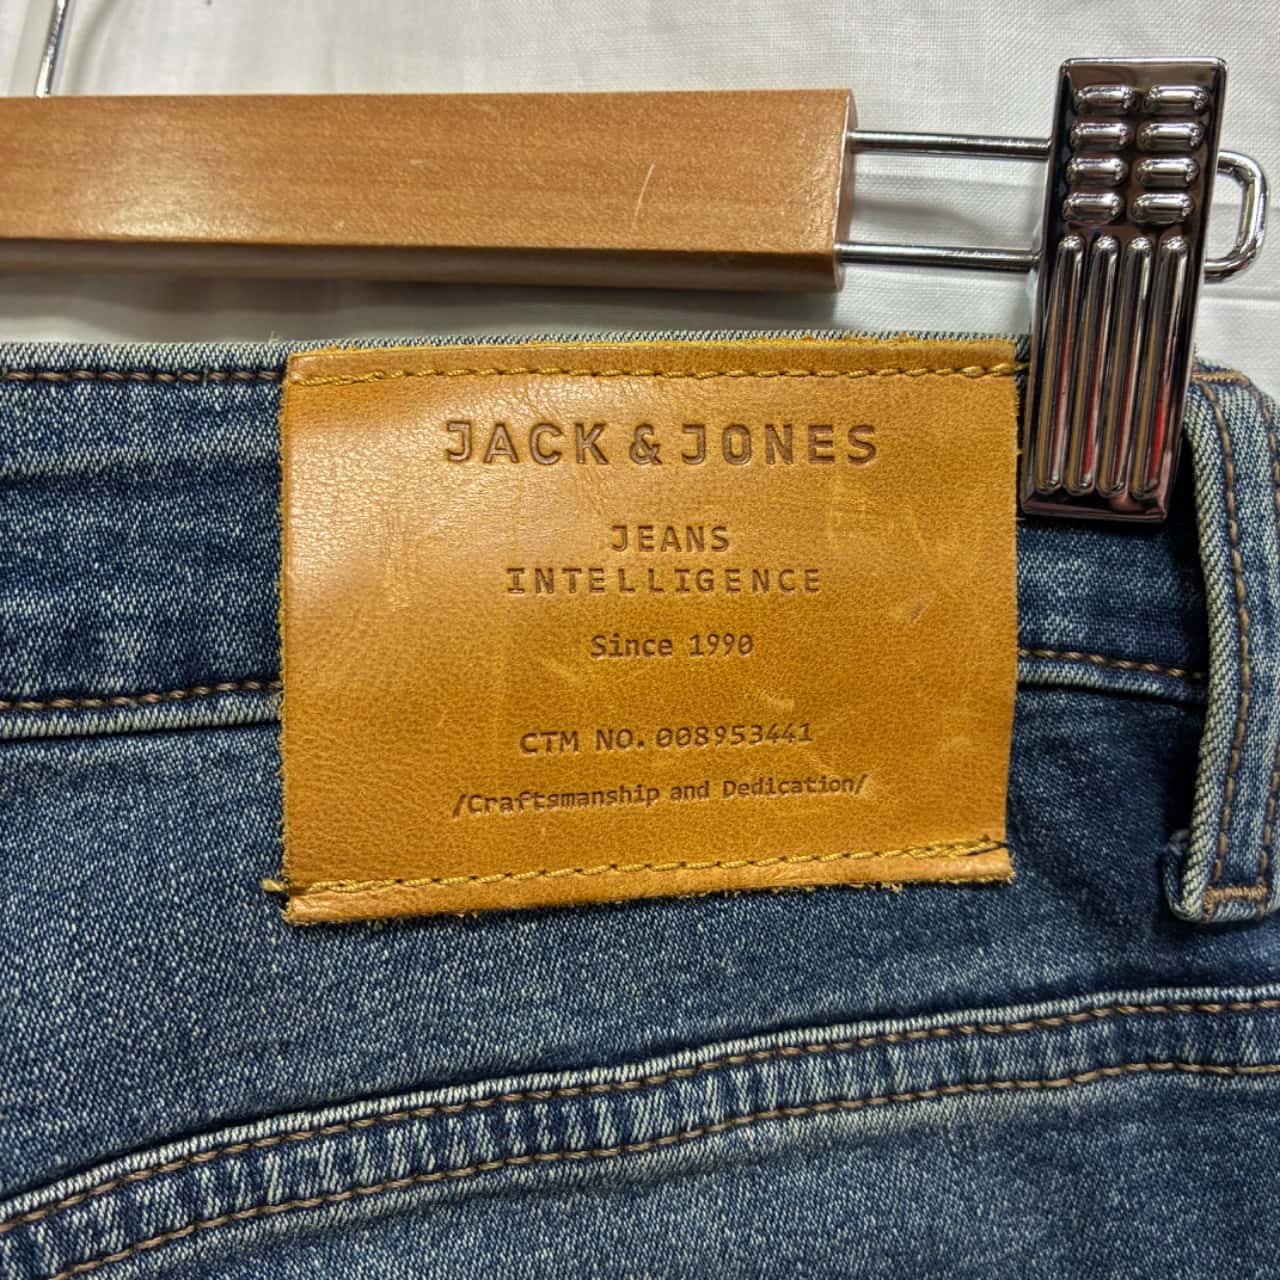 JACK & JONES
JEANS
INTELLIGENCE
Since 1990
CTM NO. 008953441
/Craftsmanship and Dedication/